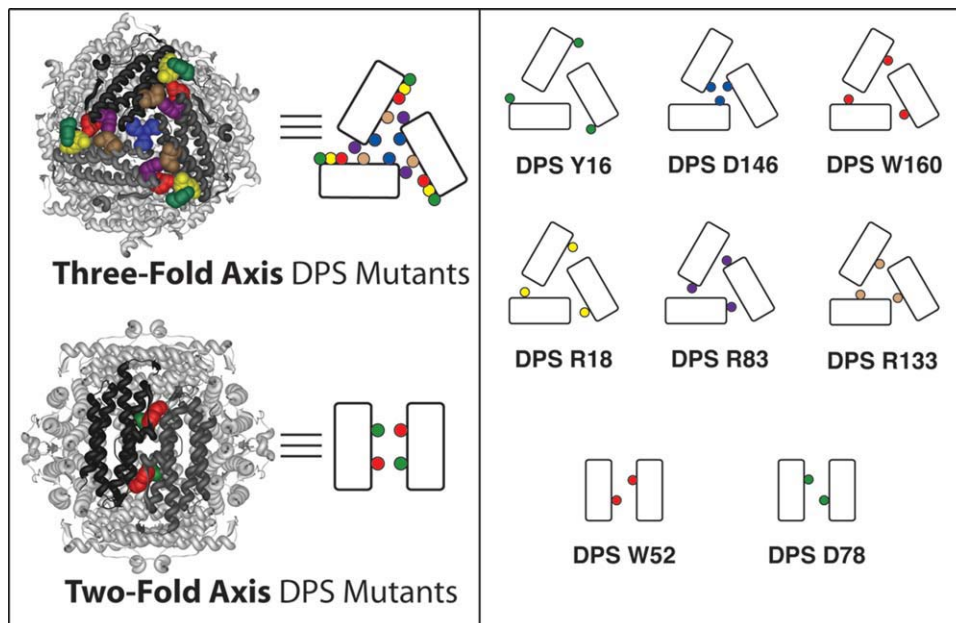 Three-Fold Axis DPS Mutants
Two-Fold Axis DPS Mutants
DPS Y16
DPS D146
DPS W160
DPS R18
DPS R83
DPS R133
DPS W52
DPS D78